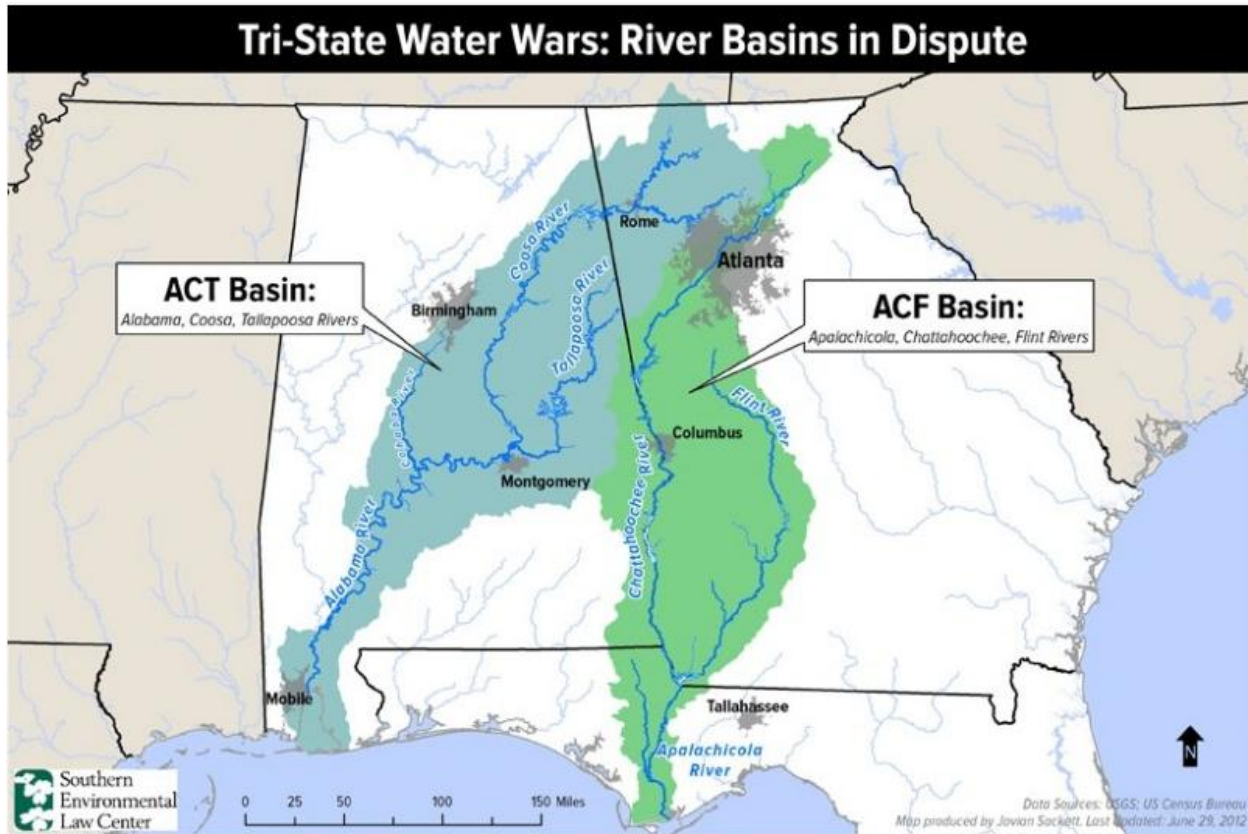 Tri-State Water Wars: River Basins in Dispute
Rome
Coosa River
Tallapoosa River
Atlanta
ACT Basin:
Alabama, Coosa, Tallapoosa Rivers
Birmingham
ACF Basin:
Apalachicola, Chattahoochee, Flint Rivers
Cahaba River
Flint River
Columbus
Montgomery
Chattahoochee River
Alabama River
Mobile
Tallahassee
Apalachicola
River
N
Southern
Environmental
Law Center
0 25 50 100 150 Miles
Data Sources: USGS; US Census Bureau
Map produced by Jovian Sackett. Last Updated: June 29, 2012